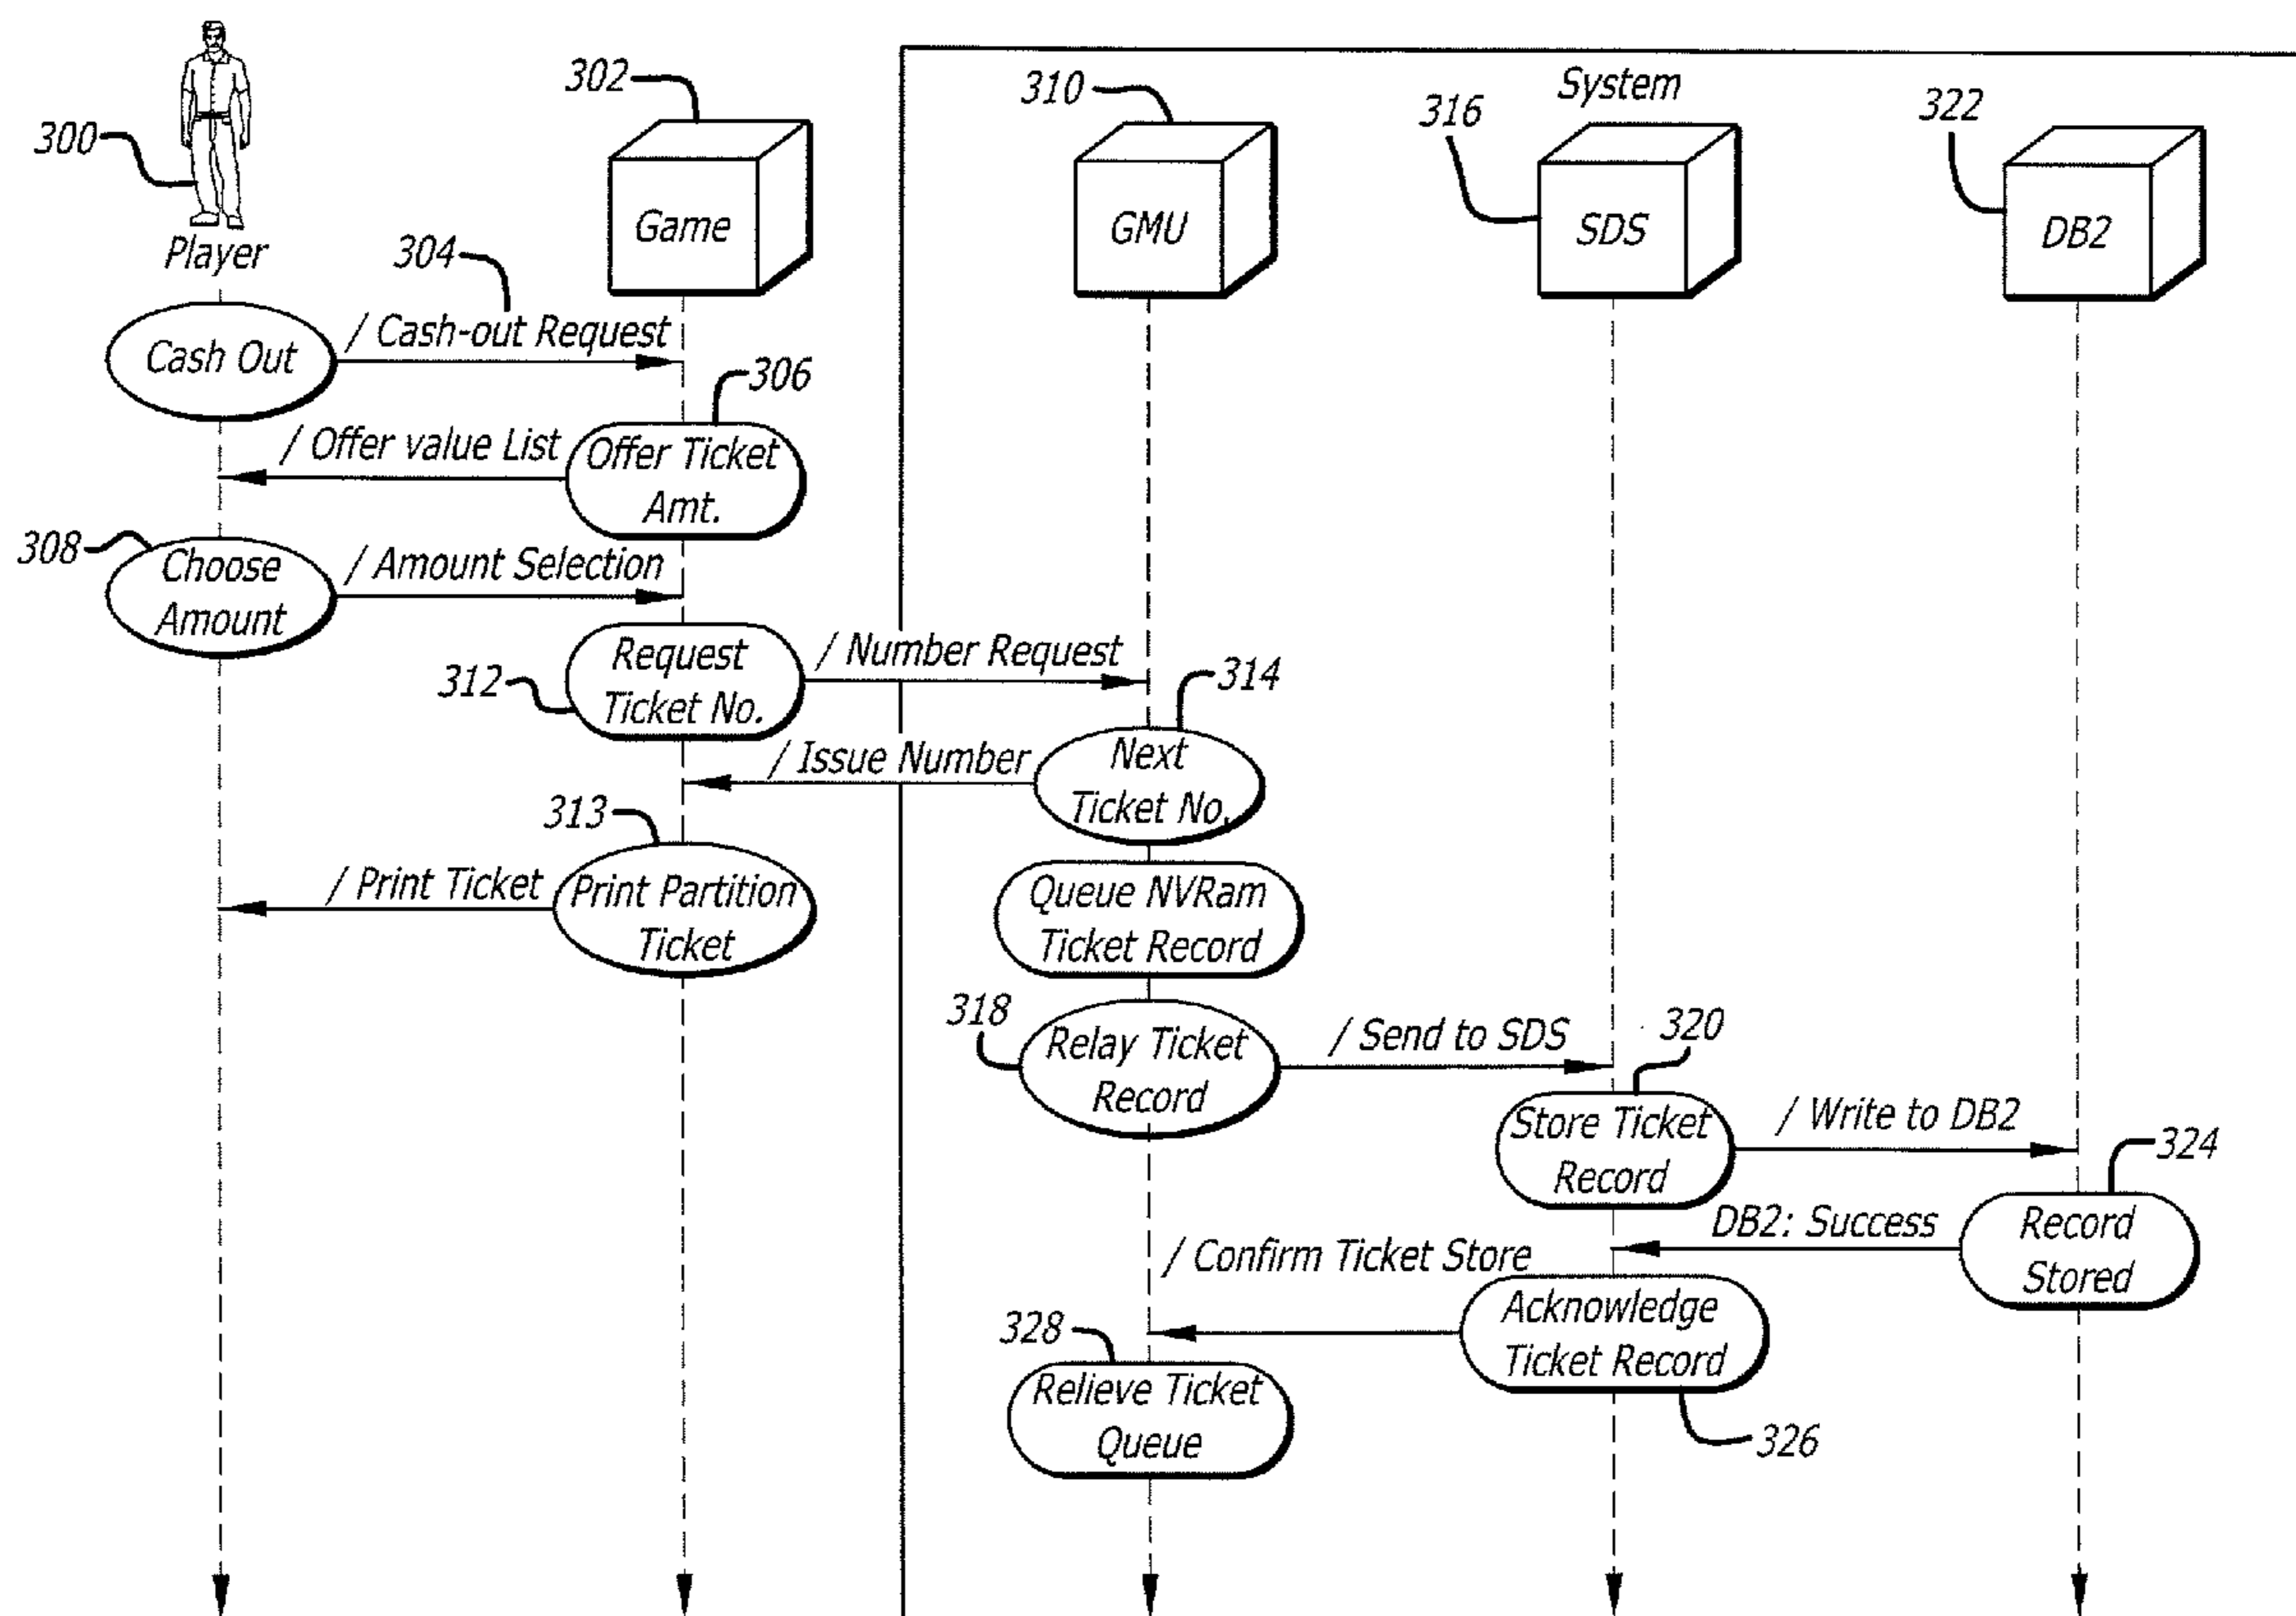 System
302
310
316
322
300
Game
GMU
SDS
DB2
Player
304
/ Cash-out Request
Cash Out
306
/ Offer value List
Offer Ticket
Amt.
308
Choose
Amount
/ Amount Selection
Request
Ticket No.
312
/ Number Request
314
/ Issue Number
Next
Ticket No.
313
/ Print Ticket
Print Partition
Ticket
Queue NVRam
Ticket Record
318
Relay Ticket
Record
/ Send to SDS
320
Store Ticket
Record
/ Write to DB2
324
DB2: Success
Record
Stored
/ Confirm Ticket Store
Acknowledge
Ticket Record
326
328
Relieve Ticket
Queue